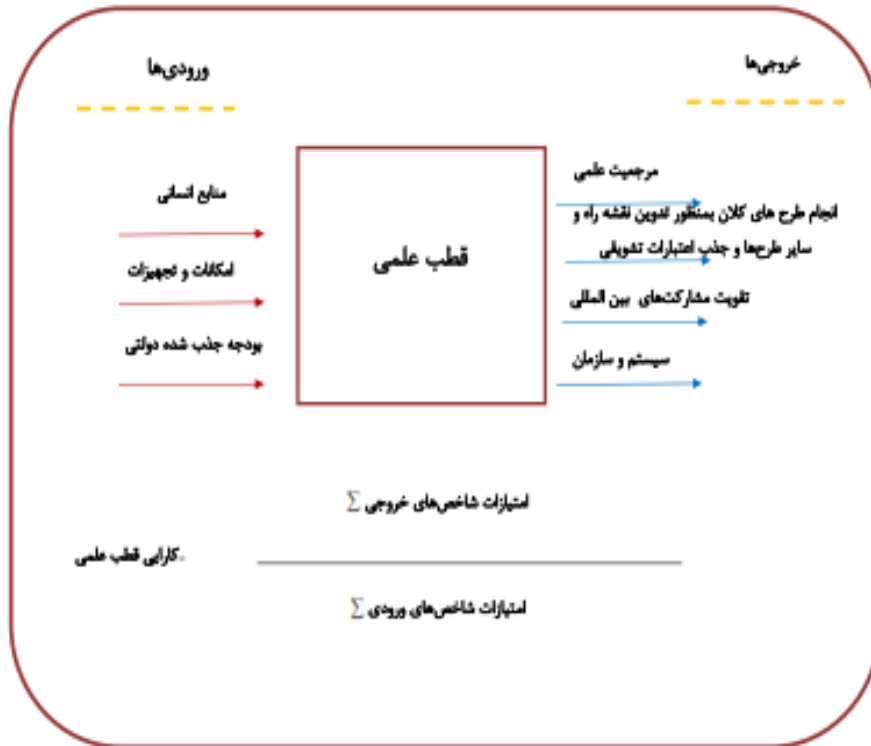 ورودی‌ها
خروجی‌ها
منابع انسانی
امکانات و تجهیزات
بودجه جذب شده دولتی
قطب علمی
مرجعیت علمی
انجام طرح های کلان بمنظور تدوین نقشه راه و
سایر طرح‌ها و جذب اعتبارات تشویقی
تقویت مشارکت‌های بین المللی
سیستم و سازمان
امتیازات شاخص‌های خروجی ∑
کارایی قطب علمی=
امتیازات شاخص‌های ورودی ∑